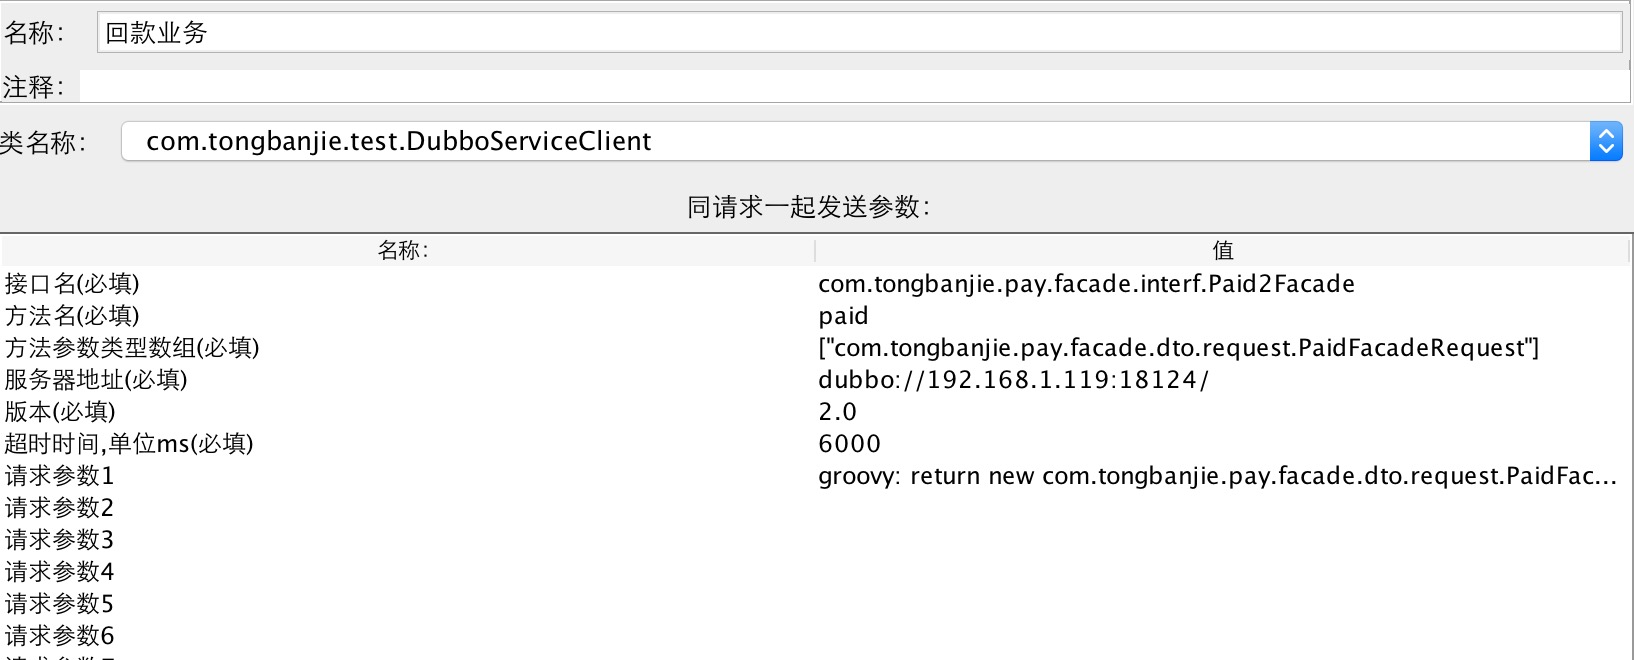 名称： 回款业务
注释：
类名称： com.tongbanjie.test.DubboServiceClient
同请求一起发送参数：
名称： 值
接口名(必填) com.tongbanjie.pay.facade.interf.Paid2Facade
方法名(必填) paid
方法参数类型数组(必填) ["com.tongbanjie.pay.facade.dto.request.PaidFacadeRequest"]
服务器地址(必填) dubbo://192.168.1.119:18124/
版本(必填) 2.0
超时时间,单位ms(必填) 6000
请求参数1 groovy: return new com.tongbanjie.pay.facade.dto.request.PaidFac...
请求参数2
请求参数3
请求参数4
请求参数5
请求参数6